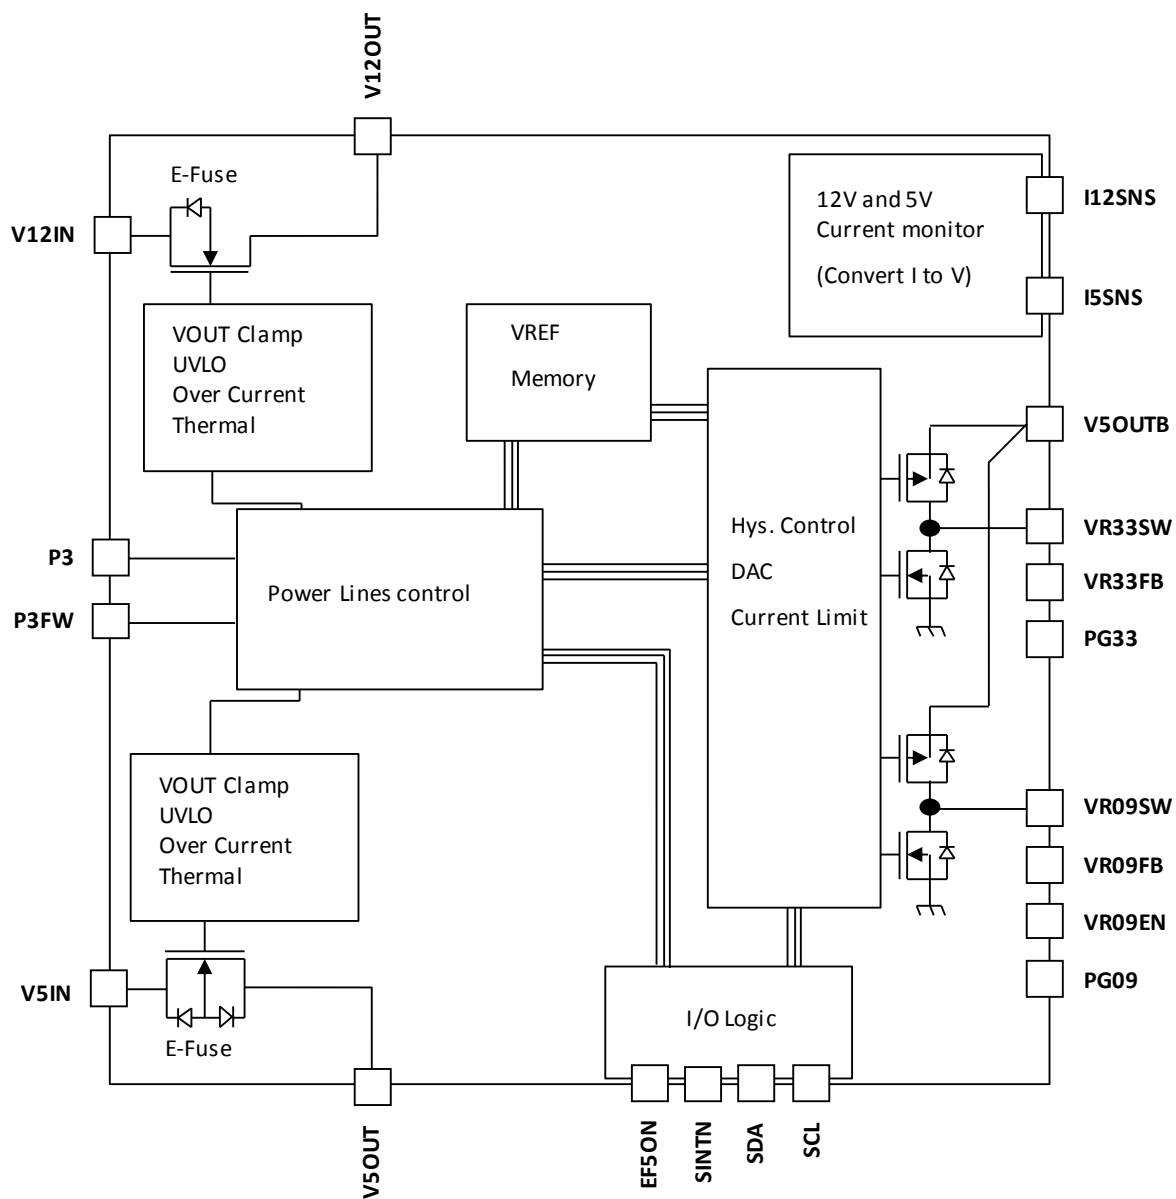 V12OUT
E-Fuse
V12IN
12V and 5V
Current monitor
(Convert I to V)
I12SNS
I5SNS
VOUT Clamp
UVLO
Over Current
Thermal
VREF
Memory
V5OUTB
P3
P3FW
Power Lines control
Hys. Control
DAC
Current Limit
VR33SW
VR33FB
PG33
VOUT Clamp
UVLO
Over Current
Thermal
VR09SW
VR09FB
VR09EN
PG09
V5IN
E-Fuse
I/O Logic
V5OUT
EF5ON
SINTN
SDA
SCL